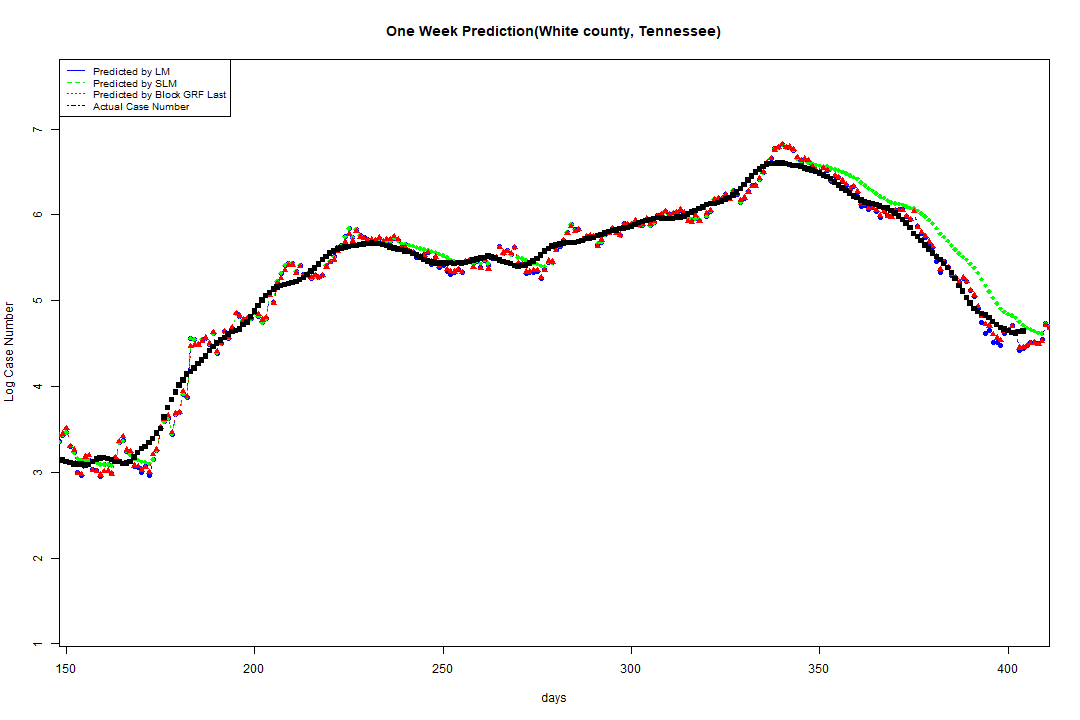 One Week Prediction(White county, Tennessee)
Predicted by LM
Predicted by SLM
Predicted by Block GRF Last
Actual Case Number
Log Case Number
7
6
5
4
3
2
1
150 200 250 300 350 400
days